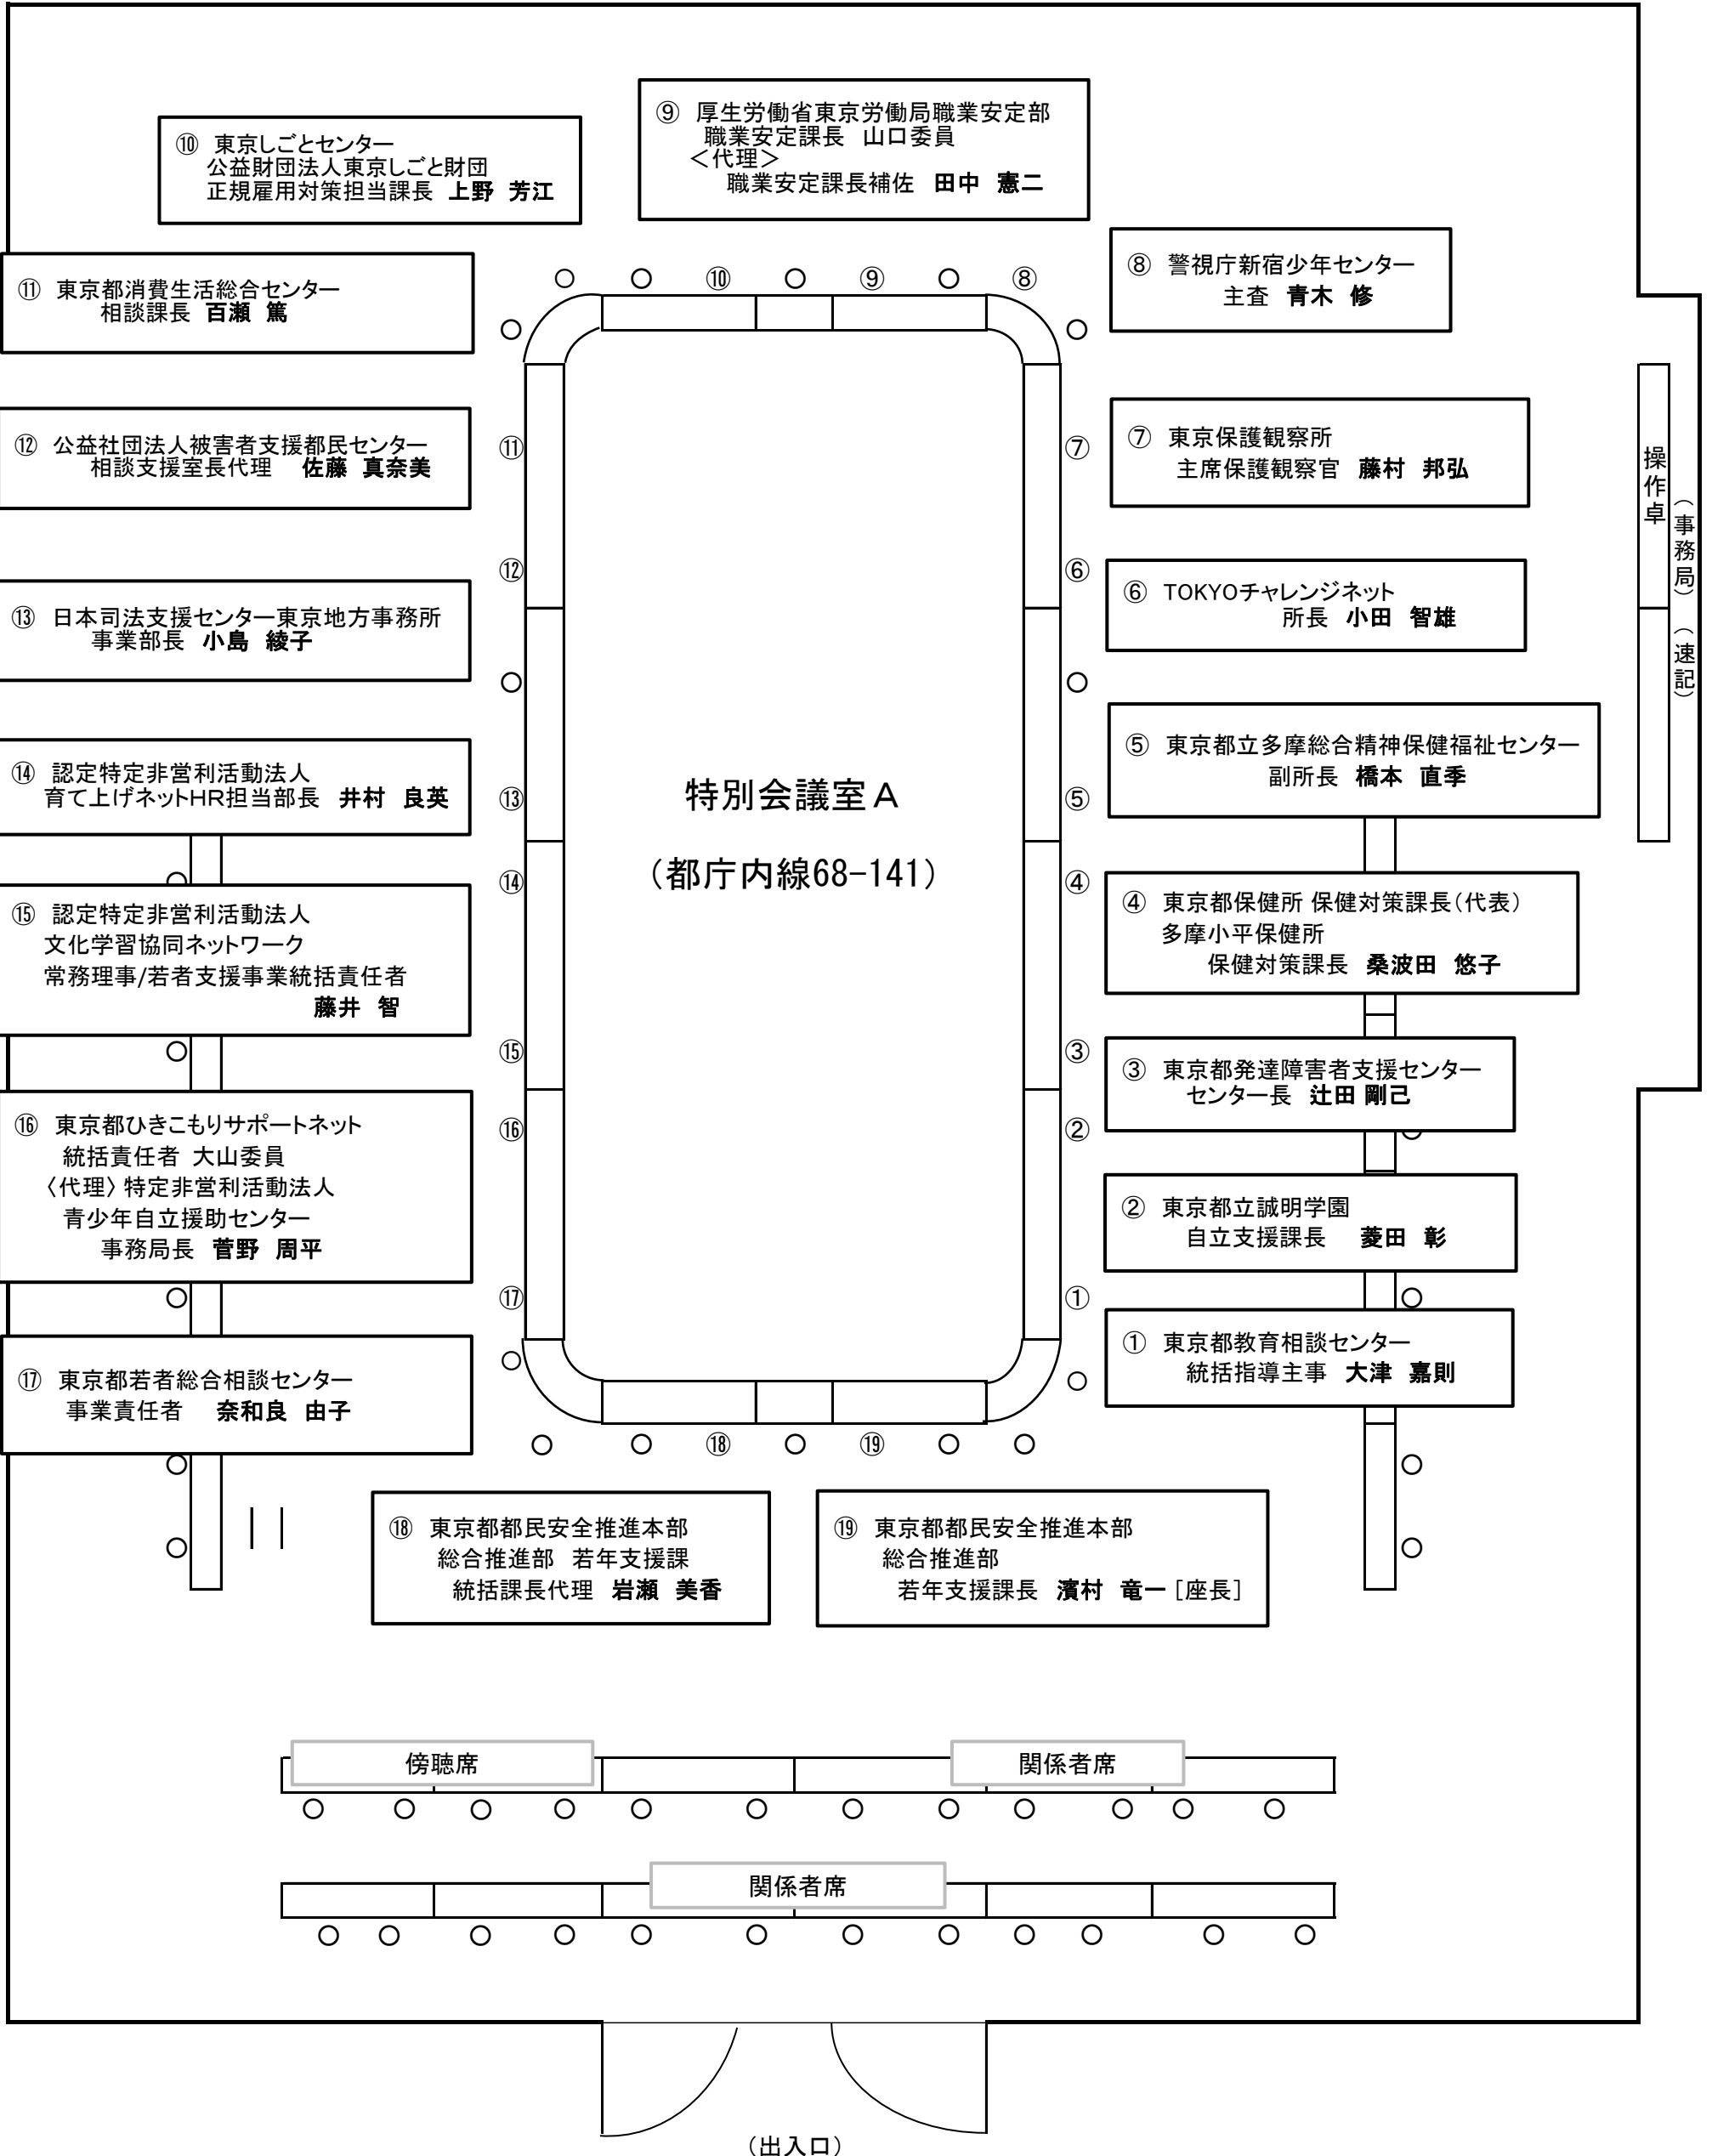 ⑨ 厚生労働省東京労働局職業安定部
職業安定課長 山口委員
＜代理＞
職業安定課長補佐 田中 憲二
⑩ 東京しごとセンター
公益財団法人東京しごと財団
正規雇用対策担当課長 上野 芳江
⑧ 警視庁新宿少年センター
主査 青木 修
⑪ 東京都消費生活総合センター
相談課長 百瀬 篤
⑩
⑨
⑧
⑦ 東京保護観察所
主席保護観察官 藤村 邦弘
⑫ 公益社団法人被害者支援都民センター
相談支援室長代理 佐藤 真奈美
⑪
⑦
操作卓
（事務局）
（速記）
⑫
⑥
⑥ TOKYOチャレンジネット
所長 小田 智雄
⑬ 日本司法支援センター東京地方事務所
事業部長 小島 綾子
⑤ 東京都立多摩総合精神保健福祉センター
副所長 橋本 直季
⑭ 認定特定非営利活動法人
育て上げネットHR担当部長 井村 良英
⑬
⑤
特別会議室Ａ
（都庁内線68-141）
⑭
④
④ 東京都保健所 保健対策課長（代表）
多摩小平保健所
保健対策課長 桑波田 悠子
⑮ 認定特定非営利活動法人
文化学習協同ネットワーク
常務理事/若者支援事業統括責任者
藤井 智
⑮
③
③ 東京都発達障害者支援センター
センター長 辻田 剛己
⑯ 東京都ひきこもりサポートネット
統括責任者 大山委員
〈代理〉 特定非営利活動法人
青少年自立援助センター
事務局長 菅野 周平
⑯
②
② 東京都立誠明学園
自立支援課長 菱田 彰
⑰
①
① 東京都教育相談センター
統括指導主事 大津 嘉則
⑰ 東京都若者総合相談センター
事業責任者 奈和良 由子
⑱
⑲
⑱ 東京都都民安全推進本部
総合推進部 若年支援課
統括課長代理 岩瀬 美香
⑲ 東京都都民安全推進本部
総合推進部
若年支援課長 濱村 竜一 [座長]
傍聴席
関係者席
関係者席
（出入口）